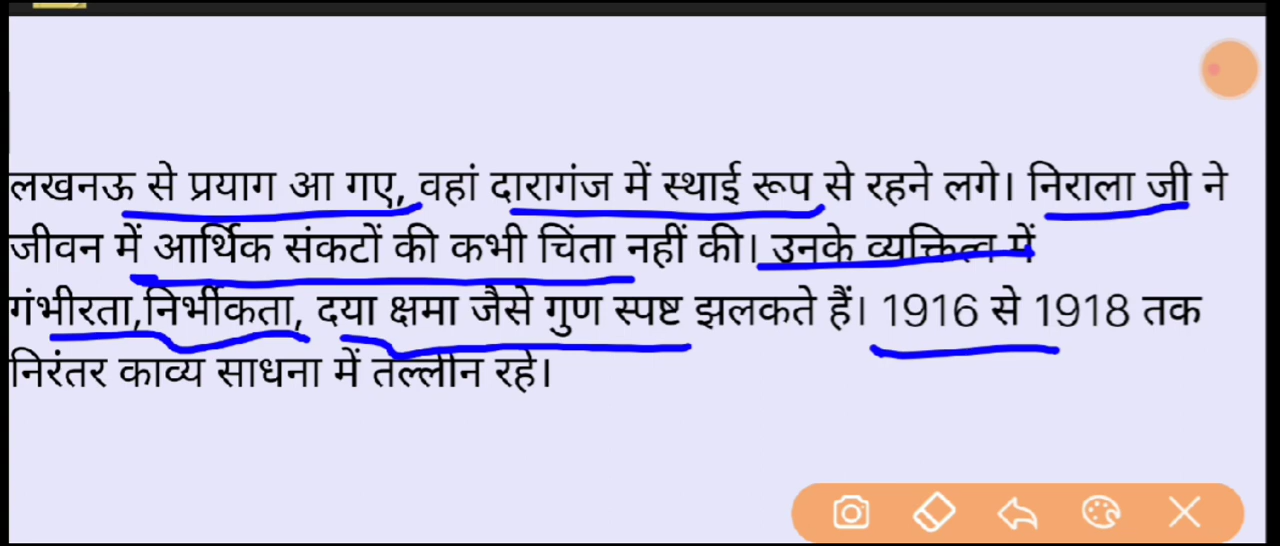 लखनऊ से प्रयाग आ गए, वहां दारागंज में स्थाई रूप से रहने लगे। निराला जी ने
जीवन में आर्थिक संकटों की कभी चिंता नहीं की। उनके व्यक्तित्व में
गंभीरता,निर्भीकता, दया क्षमा जैसे गुण स्पष्ट झलकते हैं। 1916 से 1918 तक
निरंतर काव्य साधना में तल्लीन रहे।